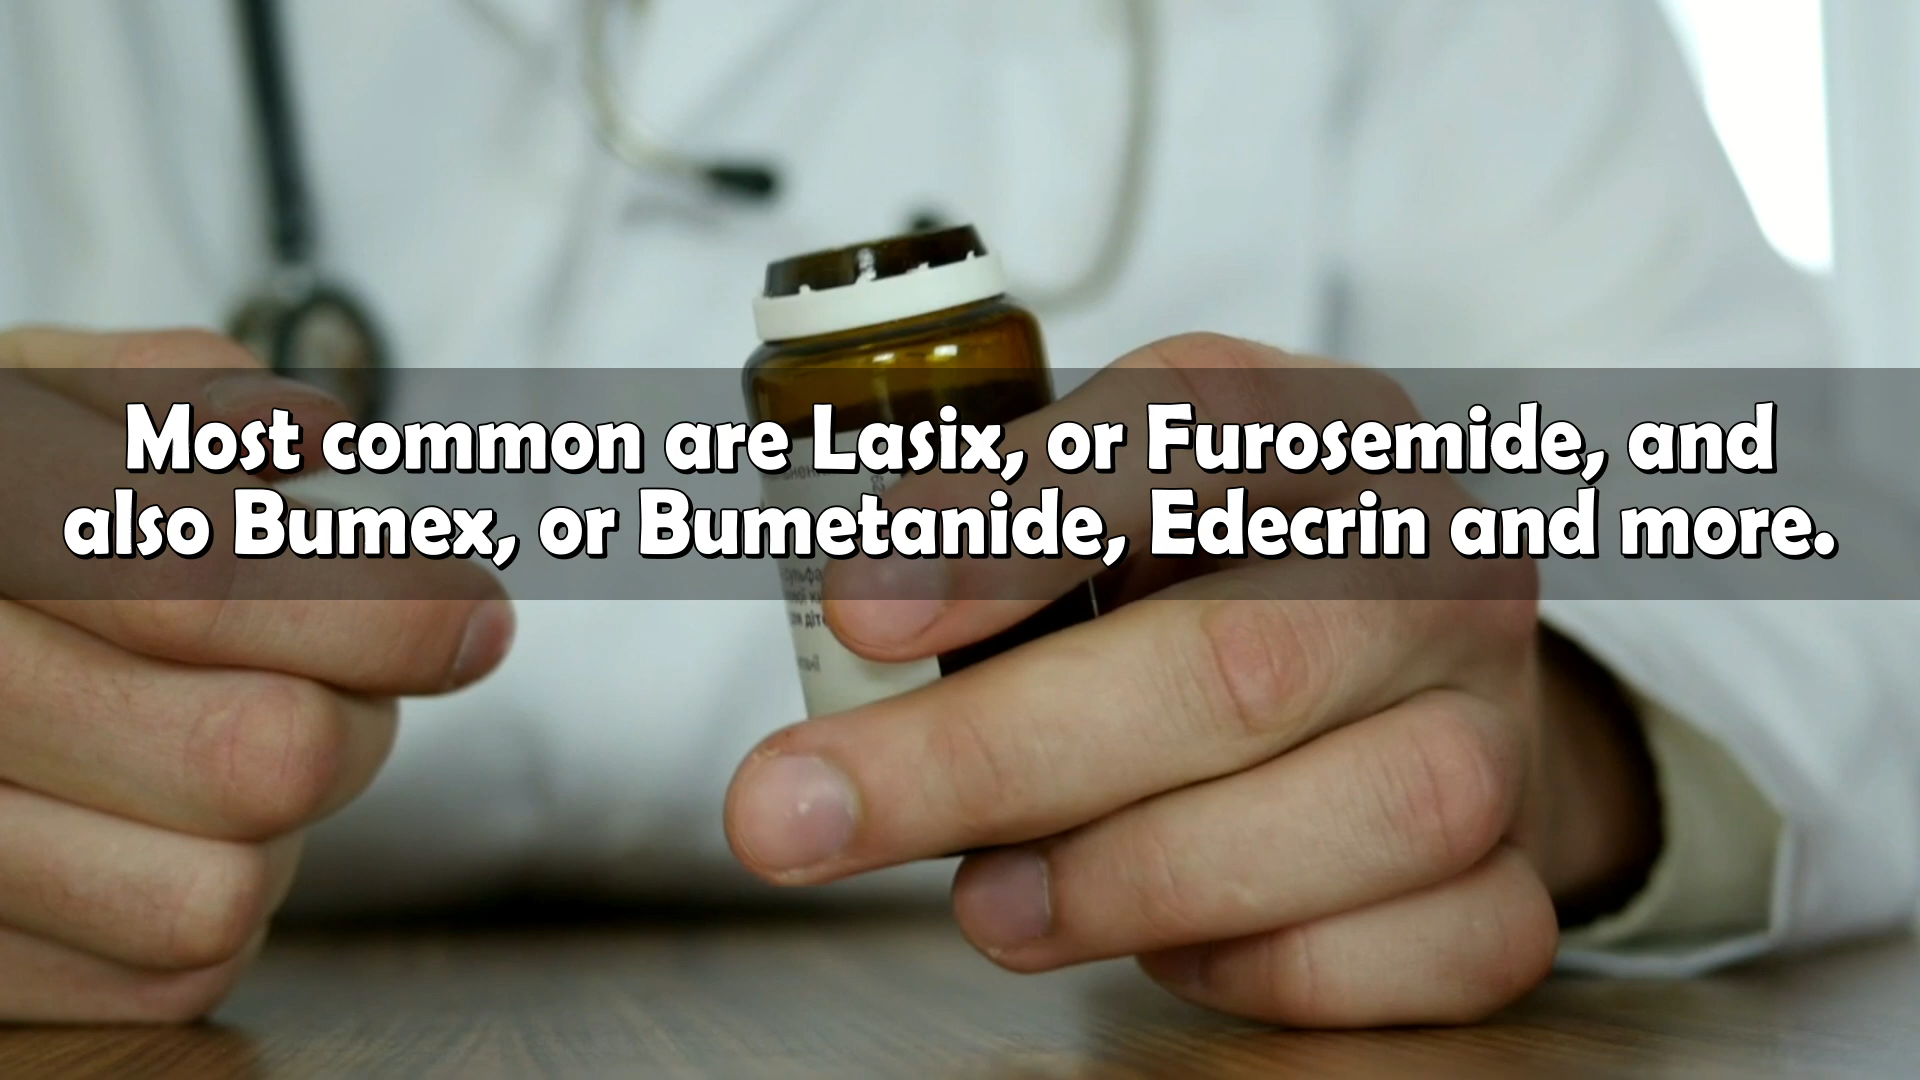 Most common are Lasix, or Furosemide, and
also Bumex, or Bumetanide, Edecrin and more.